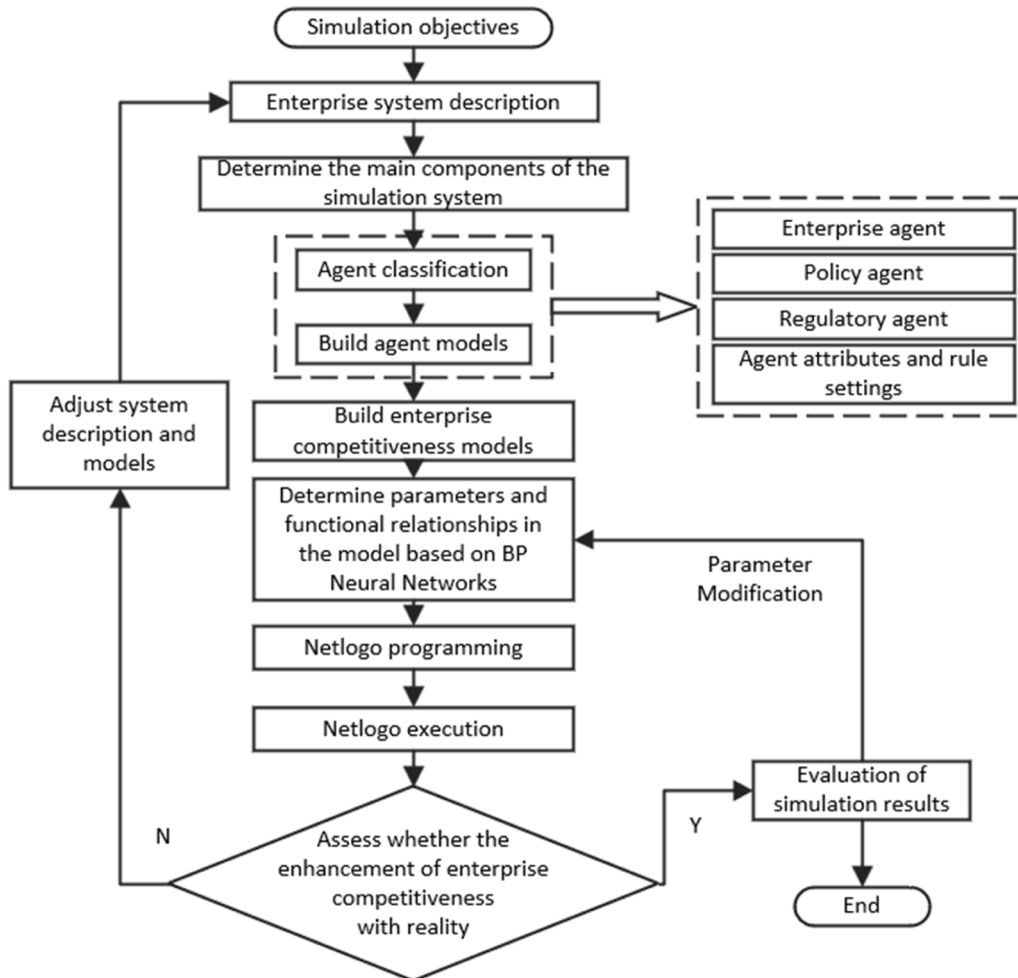 Simulation objectives
Enterprise system description
Determine the main components of the
simulation system
Agent classification
Build agent models
Enterprise agent
Policy agent
Regulatory agent
Agent attributes and rule
settings
Adjust system
description and
models
Build enterprise
competitiveness models
Determine parameters and
functional relationships in
the model based on BP
Neural Networks
Parameter
Modification
Netlogo programming
Netlogo execution
Evaluation of
simulation results
N
Y
Assess whether the
enhancement of enterprise
competitiveness
with reality
End